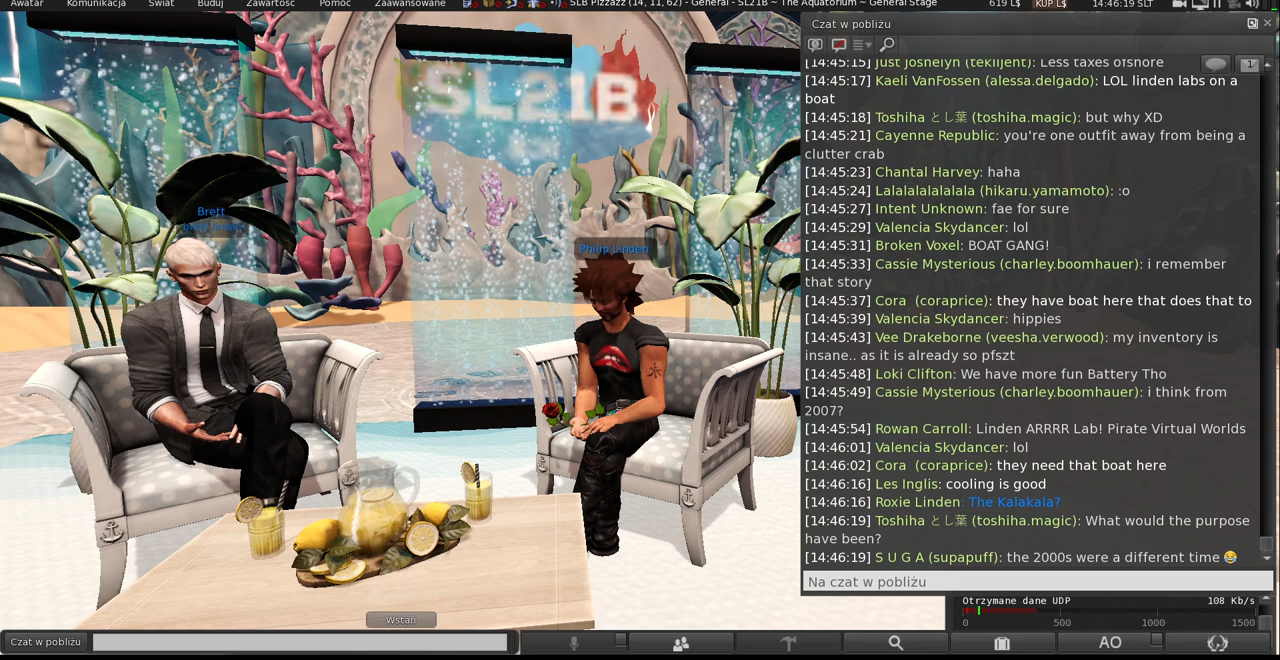 Awatar Komunikacja Świat Buduj Zawartość Pomoc Zaawansowane SLB Pizzazz (14, 11, 62) - General - SL21B ~ The Aquatorium ~ General Stage 619 L$ KUP L$ 14:46:19 SLT
Czat w pobliżu
SL21B
[14:45:15] Just Josnelyn (tekiljent): Less taxes ofshore
1
[14:45:17] Kaeli VanFossen (alessa.delgado): LOL linden labs on a
boat
[14:45:18] Toshiha とし葉 (toshiha.magic): but why XD
[14:45:21] Cayenne Republic: you're one outfit away from being a
clutter crab
[14:45:23] Chantal Harvey: haha
[14:45:24] Lalalalalalalala (hikaru.yamamoto): :o
[14:45:27] Intent Unknown: fae for sure
[14:45:29] Valencia Skydancer: lol
[14:45:31] Broken Voxel: BOAT GANG!
[14:45:33] Cassie Mysterious (charley.boomhauer): i remember
that story
[14:45:37] Cora (coraprice): they have boat here that does that to
[14:45:39] Valencia Skydancer: hippies
[14:45:43] Vee Drakeborne (veesha.verwood): my inventory is
insane.. as it is already so pfszt
[14:45:48] Loki Clifton: We have more fun Battery Tho
[14:45:49] Cassie Mysterious (charley.boomhauer): i think from
2007?
[14:45:54] Rowan Carroll: Linden ARRRR Lab! Pirate Virtual Worlds
[14:46:01] Valencia Skydancer: lol
[14:46:02] Cora (coraprice): they need that boat here
[14:46:16] Les Inglis: cooling is good
[14:46:16] Roxie Linden: The Kalakala?
[14:46:19] Toshiha とし葉 (toshiha.magic): What would the purpose
have been?
[14:46:19] S U G A (supapuff): the 2000s were a different time 😂
Na czat w pobliżu
Brett
Philip Linden
Otrzymane dane UDP 108 Kb/s
0 500 1000 1500
Wstań
Czat w pobliżu
AO